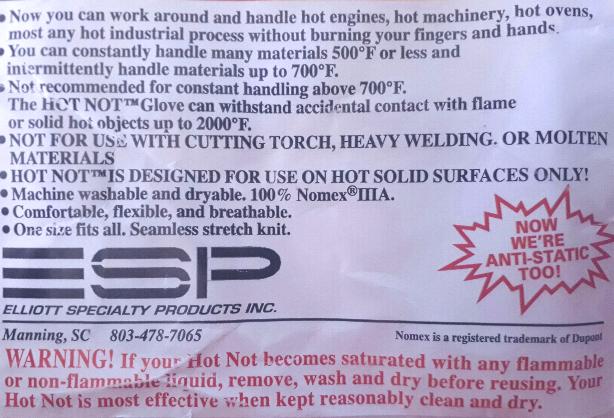 • Now you can work around and handle hot engines, hot machinery, hot ovens,
most any hot industrial process without burning your fingers and hands.
• You can constantly handle many materials 500°F or less and
intermittently handle materials up to 700°F.
• Not recommended for constant handling above 700°F.
The HOT NOT™ Glove can withstand accidental contact with flame
or solid hot objects up to 2000°F.
• NOT FOR USE WITH CUTTING TORCH, HEAVY WELDING. OR MOLTEN
MATERIALS
• HOT NOT™ IS DESIGNED FOR USE ON HOT SOLID SURFACES ONLY!
• Machine washable and dryable. 100% Nomex®IIIA.
• Comfortable, flexible, and breathable.
• One size fits all. Seamless stretch knit.
NOW
WE'RE
ANTI-STATIC
TOO!
ESP
ELLIOTT SPECIALTY PRODUCTS INC.
Manning, SC 803-478-7065
Nomex is a registered trademark of Dupont
WARNING! If your Hot Not becomes saturated with any flammable
or non-flammable liquid, remove, wash and dry before reusing. Your
Hot Not is most effective when kept reasonably clean and dry.